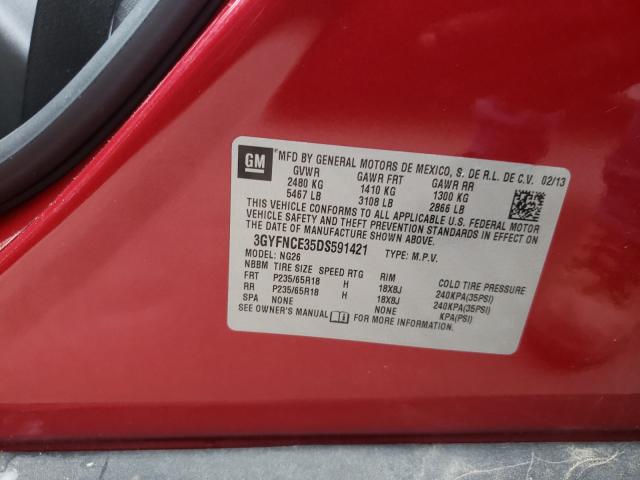 GM
MFD BY GENERAL MOTORS DE MEXICO, S. DE R.L. DE C.V. 02/13
GVWR GAWR FRT GAWR RR
2480 KG 1410 KG 1300 KG
5467 LB 3108 LB 2866 LB
THIS VEHICLE CONFORMS TO ALL APPLICABLE U.S. FEDERAL MOTOR
VEHICLE SAFETY AND THEFT PREVENTION STANDARDS IN EFFECT ON
THE DATE OF MANUFACTURE SHOWN ABOVE.
3GYFNCE35DS591421 TYPE: M.P.V.
MODEL: NG26
NBBM TIRE SIZE SPEED RTG RIM COLD TIRE PRESSURE
FRT P235/65R18 H 18X8J 240KPA(35PSI)
RR P235/65R18 H 18X8J 240KPA(35PSI)
SPA NONE NONE KPA(PSI)
SEE OWNER'S MANUAL FOR MORE INFORMATION.